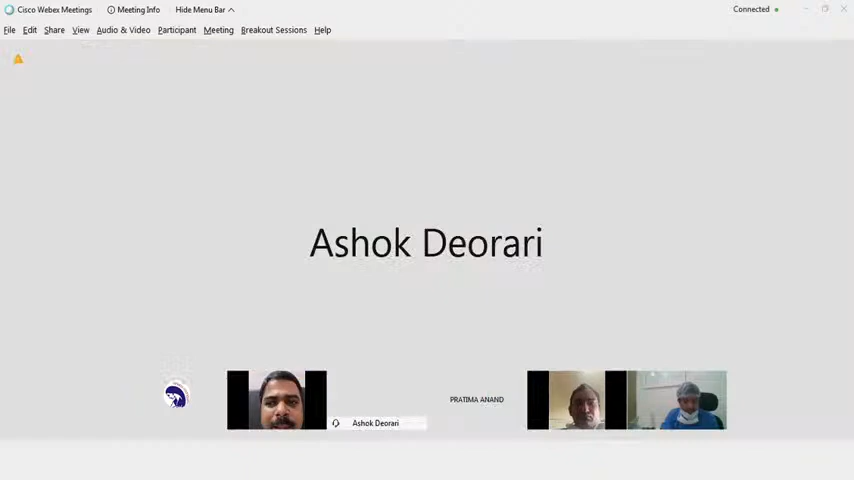 Cisco Webex Meetings Meeting Info Hide Menu Bar Connected
File Edit Share View Audio & Video Participant Meeting Breakout Sessions Help
Ashok Deorari
PRATIMA ANAND
Ashok Deorari